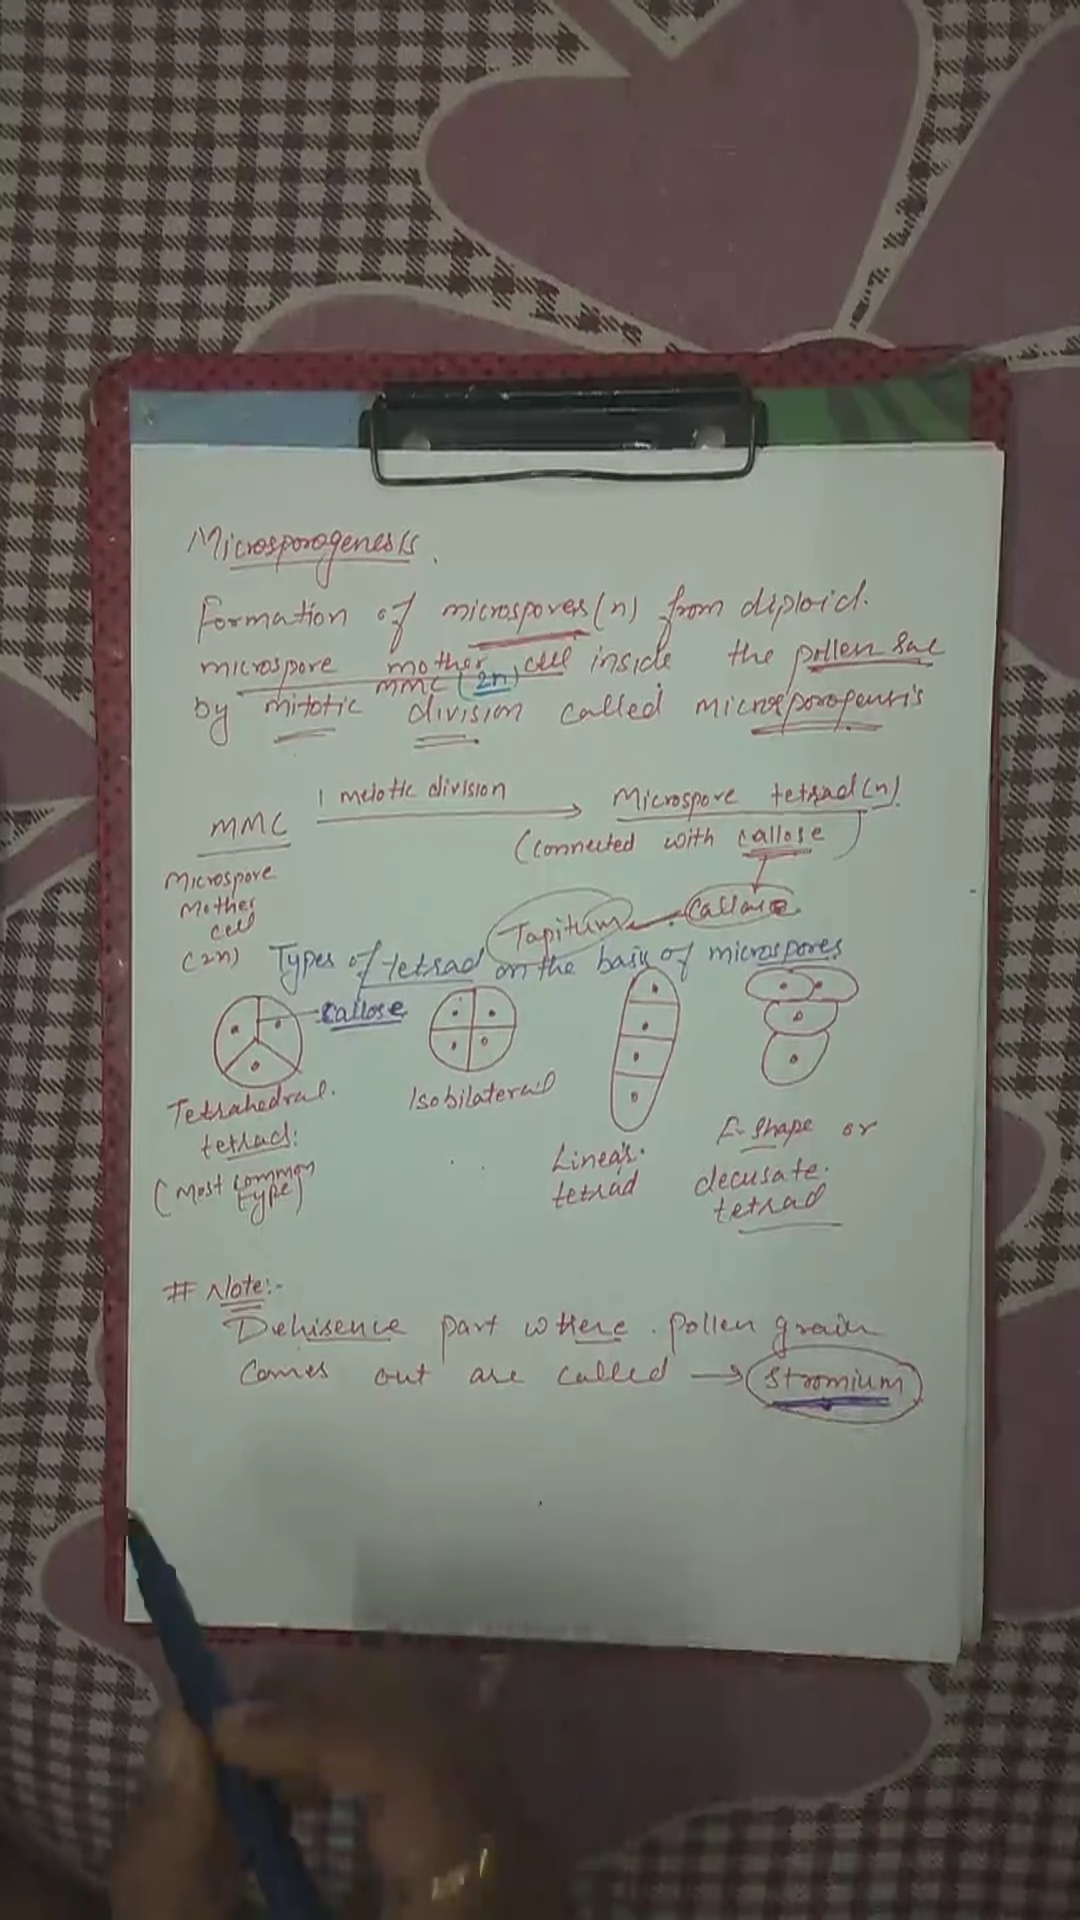 Microsporogenesis.
Formation of microspores (n) from diploid.
microspore mother cell inside the pollen sac
MMC (2n)
by mitotic division called microsporogensis
MMC
1 meiotic division
Microspore tetrad (n)
(connected with callose)
Microspore
Mother
cell
(2n)
Tapitum
Callose
Types of tetrad on the basis of microspores
callose
Tetrahedral.
tetrad:
(Most common
type)
Isobilateral
Linear.
tetrad
T-shape or
decusate.
tetrad
# Note:-
Dehisence part where pollen grain
comes out are called → stromium